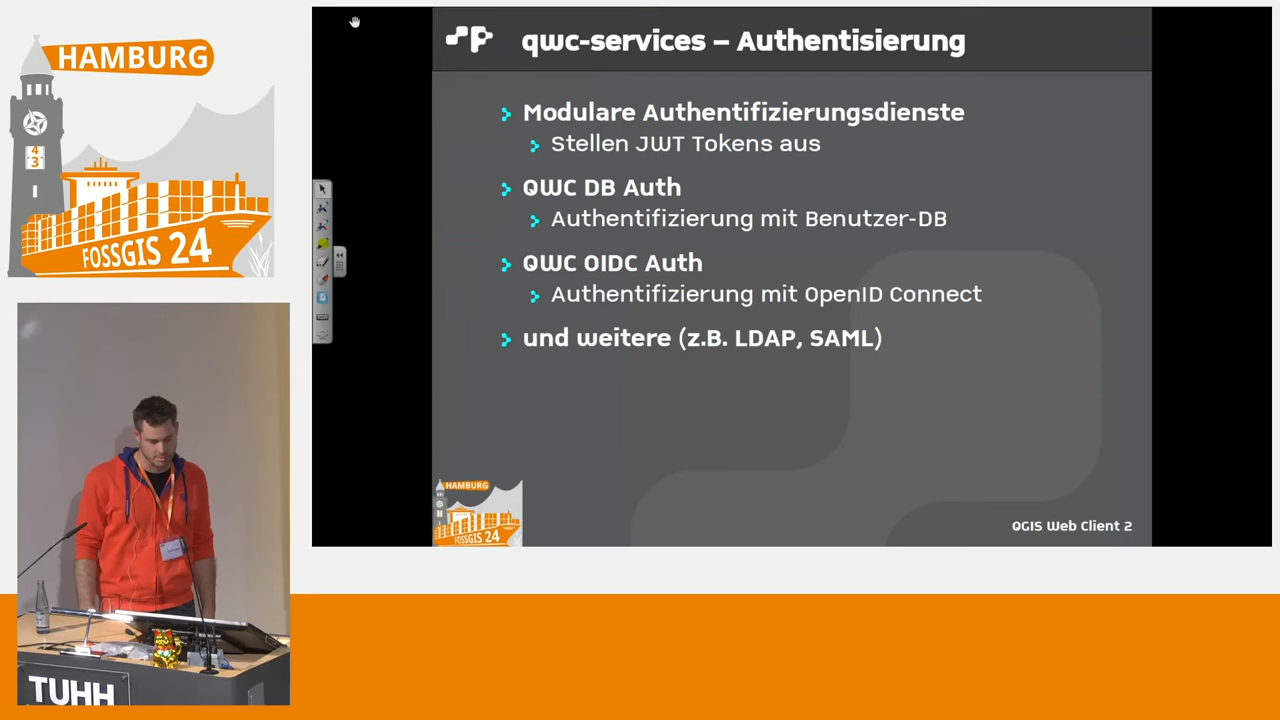 HAMBURG
4
3
FOSSGIS 24
qwc-services – Authentisierung
Modulare Authentifizierungsdienste
Stellen JWT Tokens aus
QWC DB Auth
Authentifizierung mit Benutzer-DB
QWC OIDC Auth
Authentifizierung mit OpenID Connect
und weitere (z.B. LDAP, SAML)
HAMBURG
FOSSGIS 24
QGIS Web Client 2
TUHH